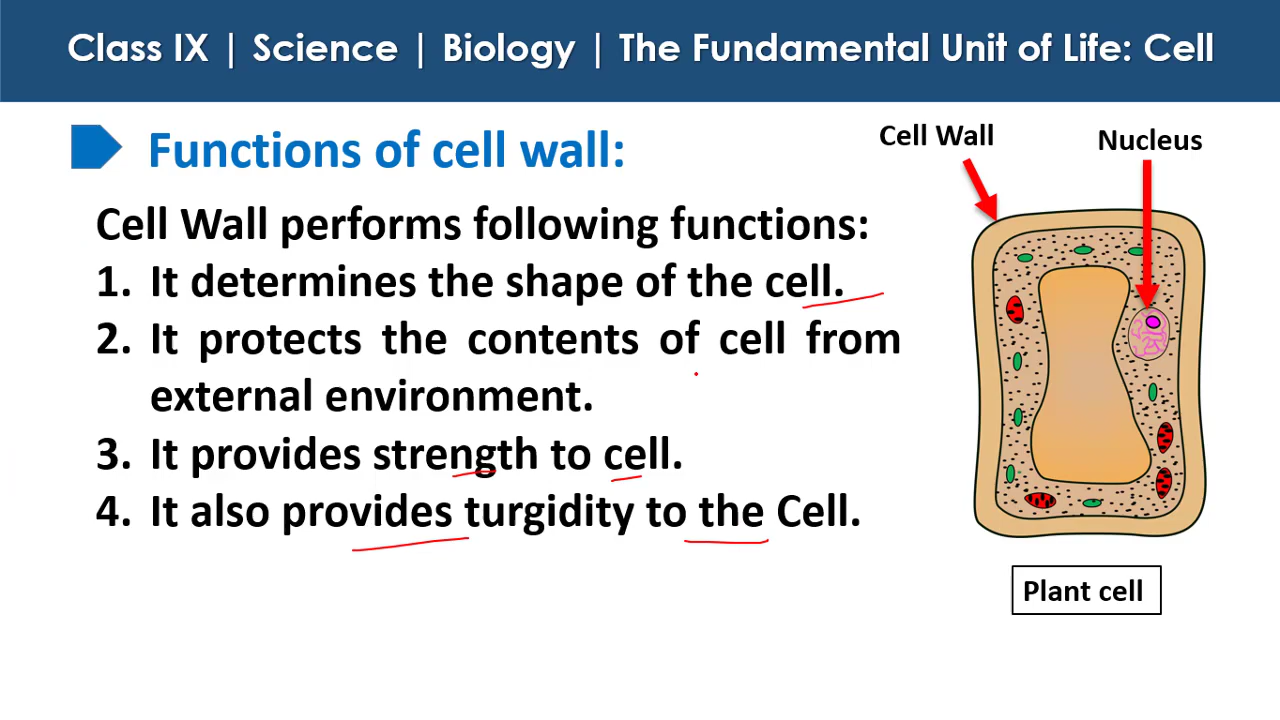 Class IX | Science | Biology | The Fundamental Unit of Life: Cell
Functions of cell wall:
Cell Wall performs following functions:
1. It determines the shape of the cell.
2. It protects the contents of cell from
external environment.
3. It provides strength to cell.
4. It also provides turgidity to the Cell.
Cell Wall
Nucleus
Plant cell